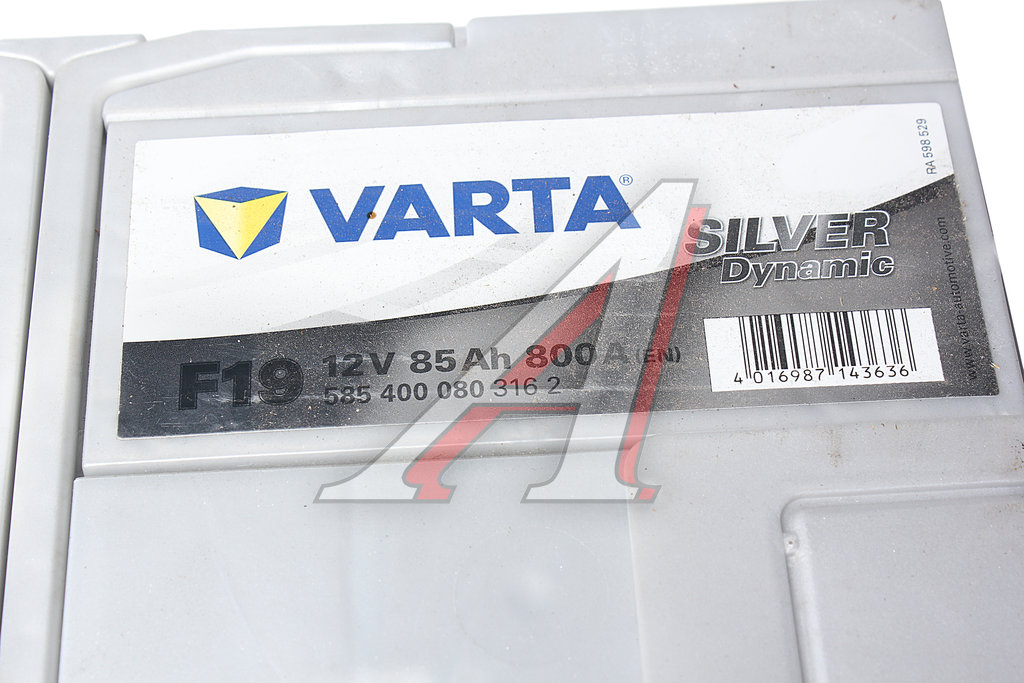 VARTA®
SILVER
Dynamic
F19
12V 85Ah 800A (EN)
585 400 080 316 2
4 016987 143636
RA 598 529
www.varta-automotive.com